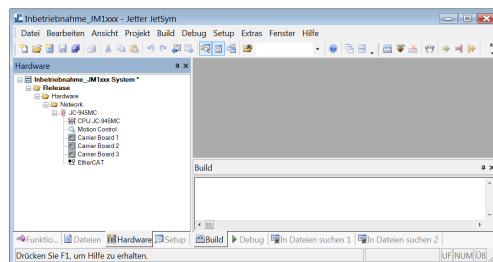 Inbetriebnahme_JM1xxx - Jetter JetSym
Datei Bearbeiten Ansicht Projekt Build Debug Setup Extras Fenster Hilfe
Hardware
Inbetriebnahme_JM1xxx System *
Release
Hardware
Network
JC-945MC
CPU JC-945MC
Motion Control
Carrier Board 1
Carrier Board 2
Carrier Board 3
EtherCAT
Build
Funktio... Dateien Hardware Setup
Build Debug In Dateien suchen 1 In Dateien suchen 2
Drücken Sie F1, um Hilfe zu erhalten.
UF NUM ÜB